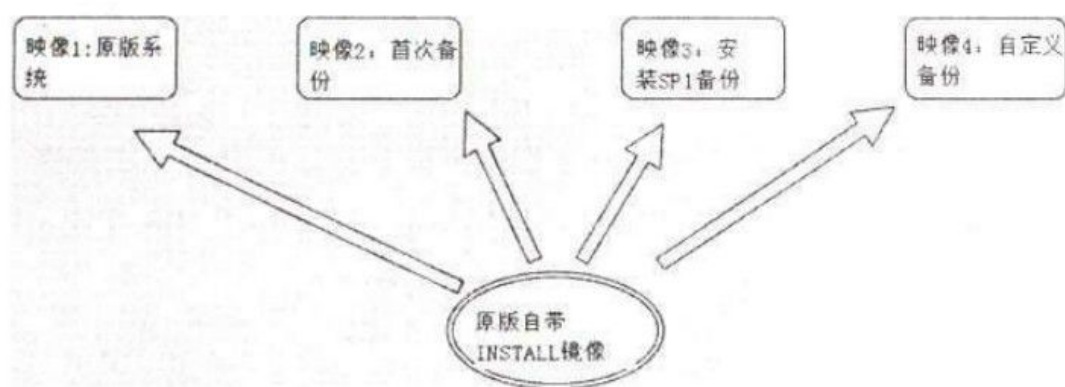 映像1:原版系
统
映像2：首次备
份
映像3：安
装SP1备份
映像4：自定义
备份
原版自带
INSTALL镜像